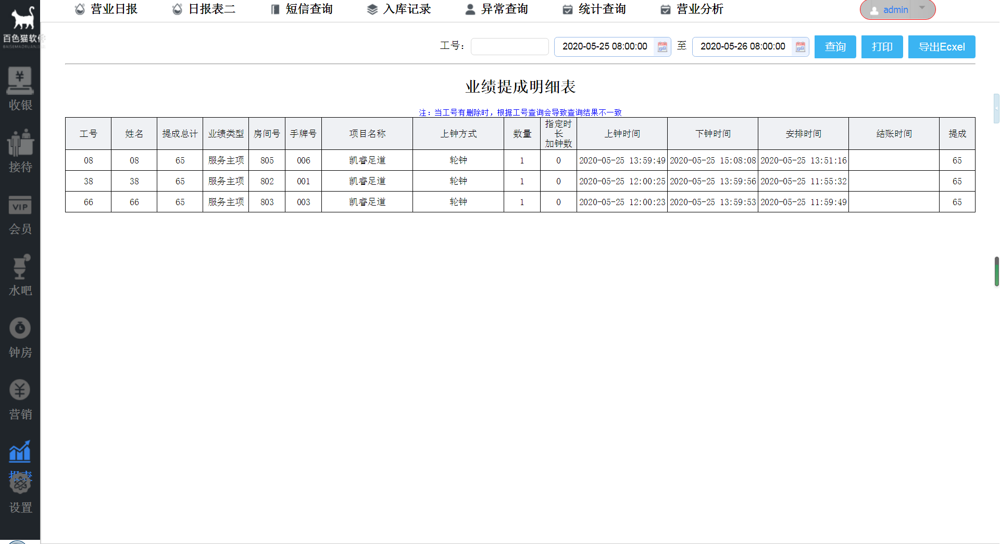 营业日报 日报表二 短信查询 入库记录 异常查询 统计查询 营业分析 admin
百色猫软件
收银
接待
VIP
会员
水吧
钟房
营销
报表
设置
工号： 2020-05-25 08:00:00 至 2020-05-26 08:00:00 查询 打印 导出Ecxel
业绩提成明细表
注：当工号有删除时，根据工号查询会导致查询结果不一致
工号 姓名 提成总计 业绩类型 房间号 手牌号 项目名称 上钟方式 数量 指定时长加钟数 上钟时间 下钟时间 安排时间 结账时间 提成
08 08 65 服务主项 805 006 凯睿足道 轮钟 1 0 2020-05-25 13:59:49 2020-05-25 15:08:08 2020-05-25 13:51:16 65
38 38 65 服务主项 802 001 凯睿足道 轮钟 1 0 2020-05-25 12:00:25 2020-05-25 13:59:56 2020-05-25 11:55:32 65
66 66 65 服务主项 803 003 凯睿足道 轮钟 1 0 2020-05-25 12:00:23 2020-05-25 13:59:53 2020-05-25 11:59:49 65